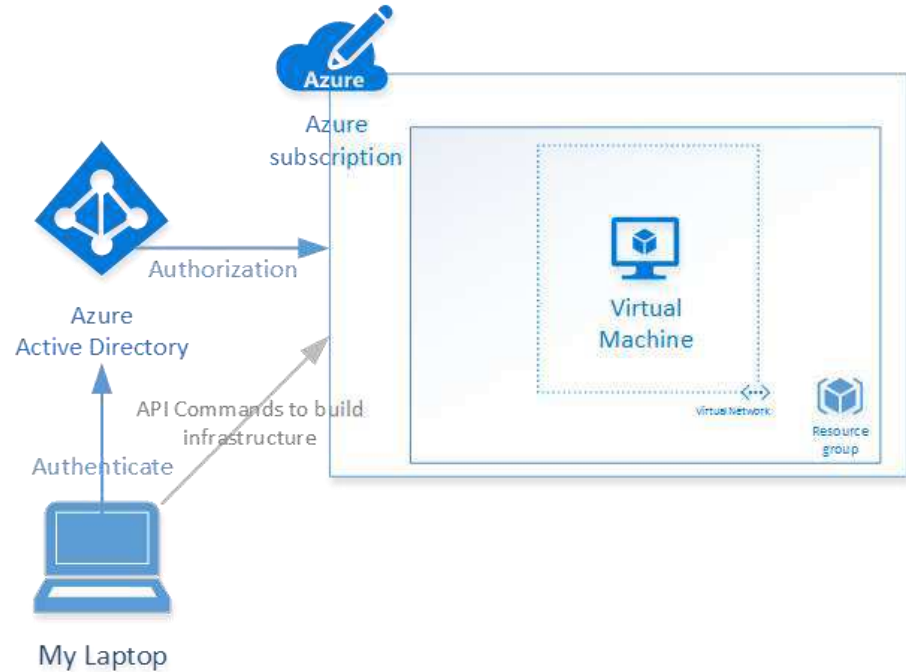 Azure
Azure
subscription
Authorization
Azure
Active Directory
Virtual
Machine
Virtual Network
Resource
group
API Commands to build
infrastructure
Authenticate
My Laptop